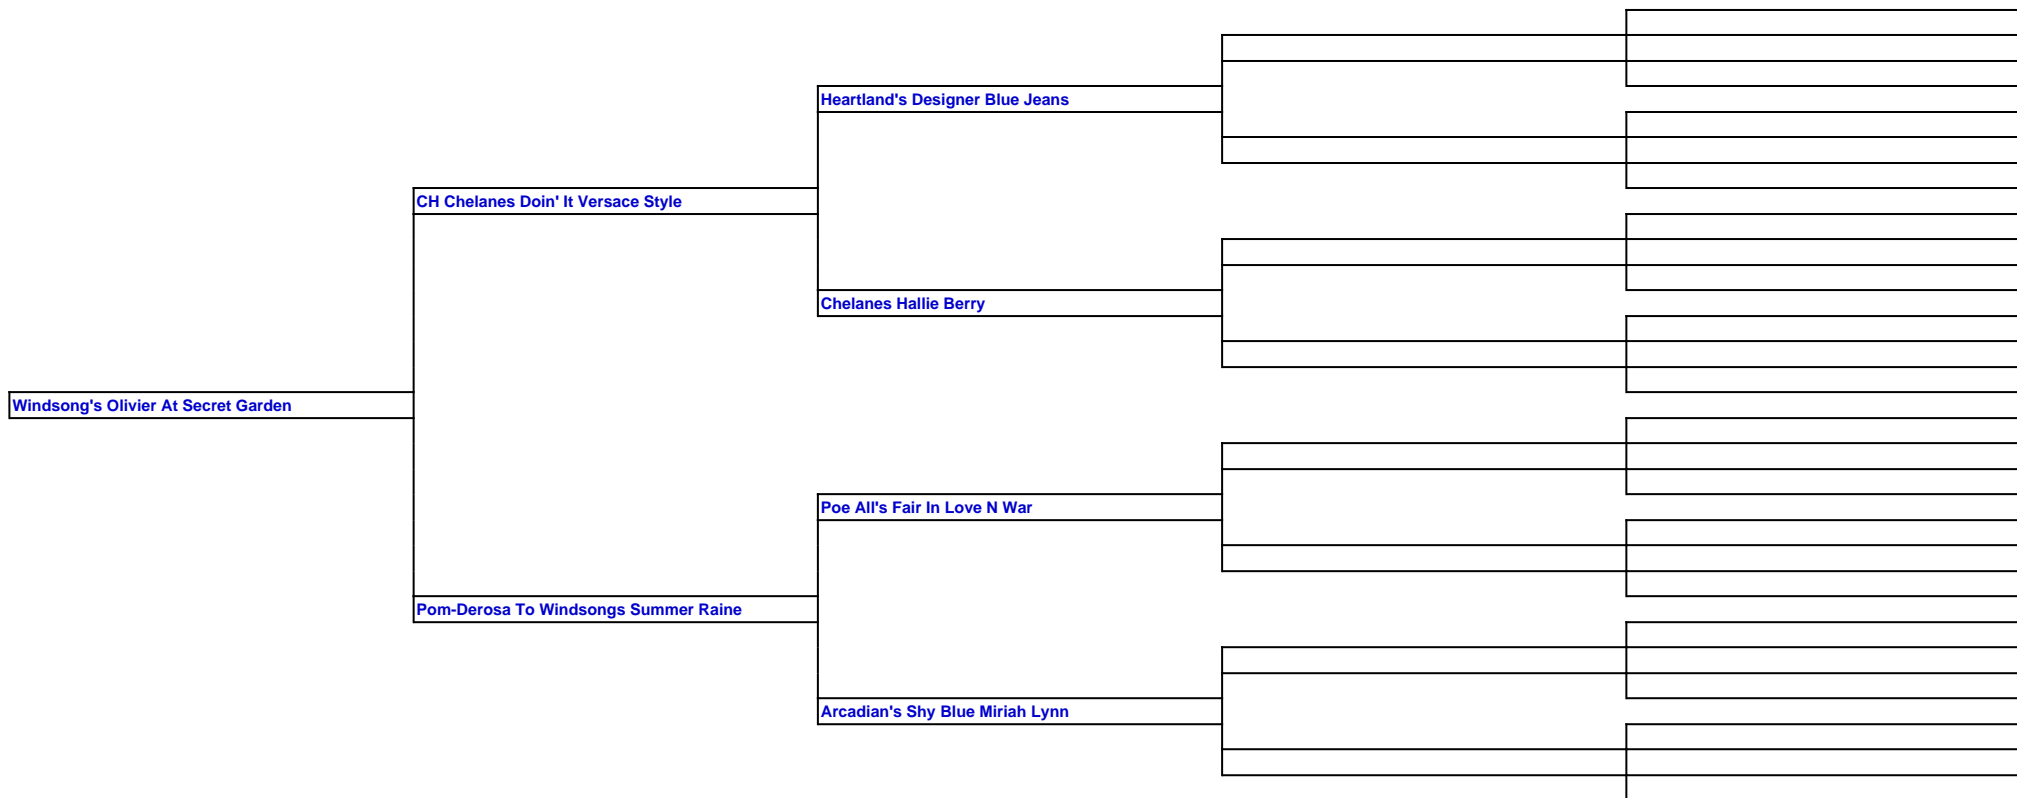 Heartland's Designer Blue Jeans
CH Chelanes Doin' It Versace Style
Chelanes Hallie Berry
Windsong's Olivier At Secret Garden
Poe All's Fair In Love N War
Pom-Derosa To Windsongs Summer Raine
Arcadian's Shy Blue Miriah Lynn